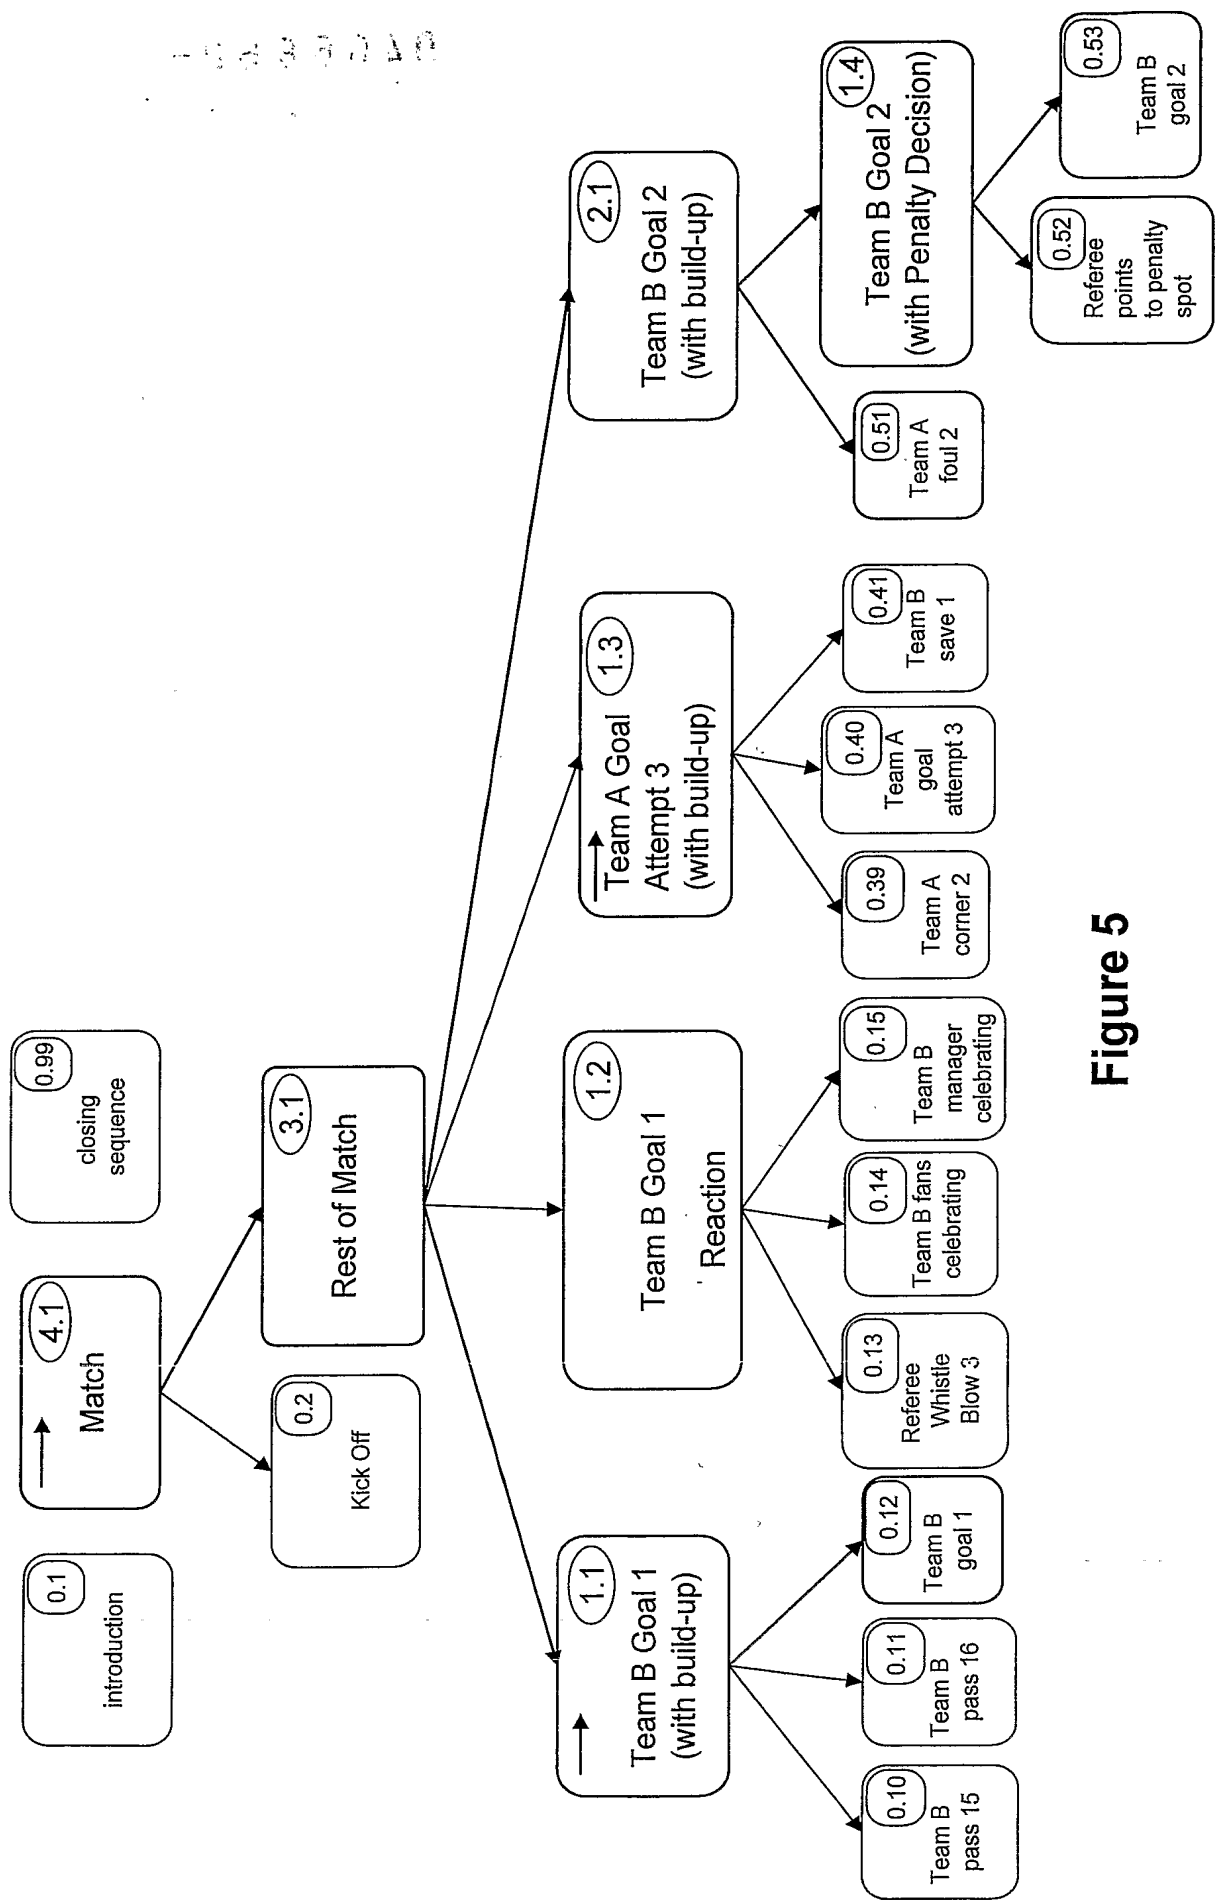 0.1
introduction
4.1
Match
0.99
closing
sequence
0.2
Kick Off
3.1
Rest of Match
1.1
Team B Goal 1
(with build-up)
1.2
Team B Goal 1
Reaction
1.3
Team A Goal
Attempt 3
(with build-up)
2.1
Team B Goal 2
(with build-up)
0.10
Team B
pass 15
0.11
Team B
pass 16
0.12
Team B
goal 1
0.13
Referee
Whistle
Blow 3
0.14
Team B fans
celebrating
0.15
Team B
manager
celebrating
0.39
Team A
corner 2
0.40
Team A
goal
attempt 3
0.41
Team B
save 1
0.51
Team A
foul 2
1.4
Team B Goal 2
(with Penalty Decision)
0.52
Referee
points
to penalty
spot
0.53
Team B
goal 2
Figure 5